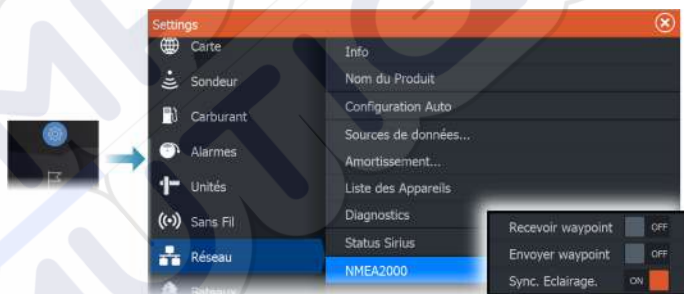 Settings
Carte
Sondeur
Carburant
Alarmes
Unités
Sans Fil
Réseau
Bateaux
Info
Nom du Produit
Configuration Auto
Sources de données...
Amortissement...
Liste des Appareils
Diagnostics
Status Sirius
NMEA2000
Recevoir waypoint OFF
Envoyer waypoint OFF
Sync. Eclairage. ON